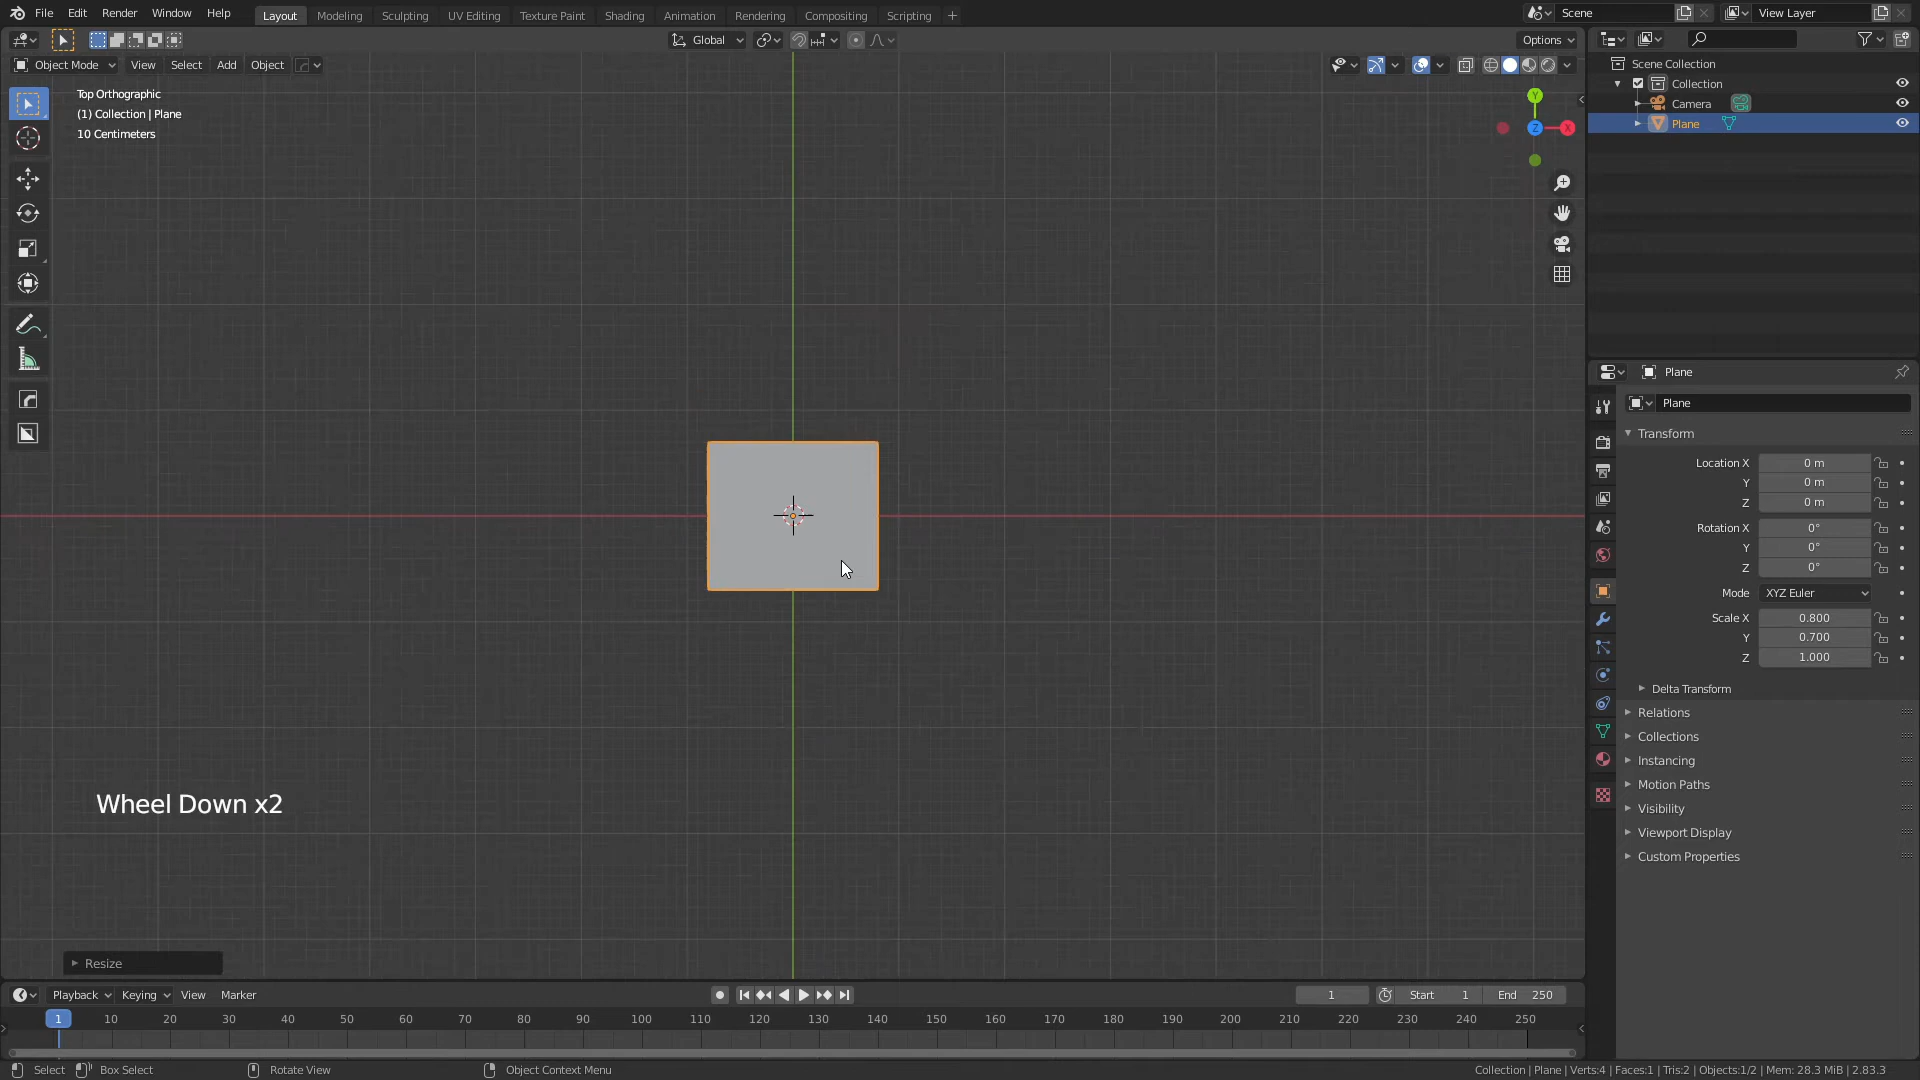 File Edit Render Window Help Layout Modeling Sculpting UV Editing Texture Paint Shading Animation Rendering Compositing Scripting + Scene View Layer
Global Options
Object Mode View Select Add Object
Top Orthographic
(1) Collection | Plane
10 Centimeters
Y
Z X
Scene Collection
Collection
Camera
Plane
Plane
Plane
Transform
Location X 0 m
Y 0 m
Z 0 m
Rotation X 0°
Y 0°
Z 0°
Mode XYZ Euler
Scale X 0.800
Y 0.700
Z 1.000
Delta Transform
Relations
Collections
Instancing
Motion Paths
Visibility
Viewport Display
Custom Properties
Wheel Down x2
Resize
Playback Keying View Marker 1 Start 1 End 250
1 10 20 30 40 50 60 70 80 90 100 110 120 130 140 150 160 170 180 190 200 210 220 230 240 250
Select Box Select Rotate View Object Context Menu Collection | Plane | Verts:4 | Faces:1 | Tris:2 | Objects:1/2 | Mem: 28.3 MiB | 2.83.3